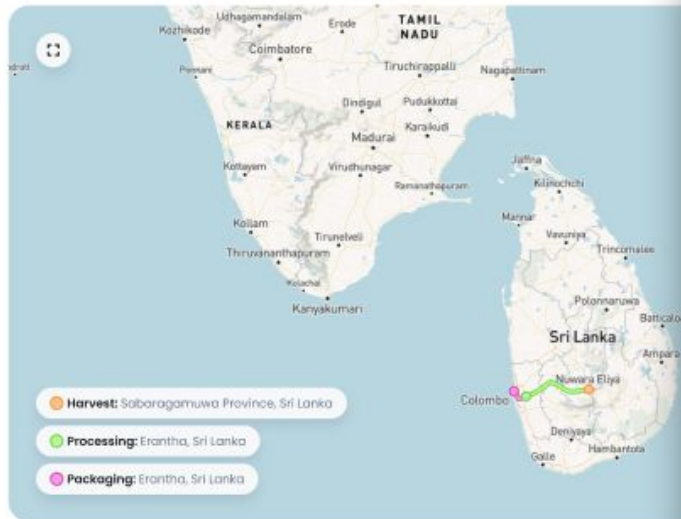 Udhagamandalam
Erode
TAMIL
NADU
Kozhikode
Coimbatore
Ponnani
Tiruchirappalli
Nagapattinam
Dindigul
Pudukkottai
KERALA
Karaikudi
Madurai
Kottayam
Virudhunagar
Jaffna
Ramanathapuram
Kilinochchi
Kollam
Mannar
Tirunelveli
Vavuniya
Thiruvananthapuram
Trincomalee
Kolachal
Kanyakumari
Polonnaruwa
Batticaloa
Sri Lanka
Ampara
Nuwara Eliya
Harvest: Sabaragamuwa Province, Sri Lanka
Colombo
Processing: Erantha, Sri Lanka
Deniyaya
Hambantota
Galle
Packaging: Erantha, Sri Lanka